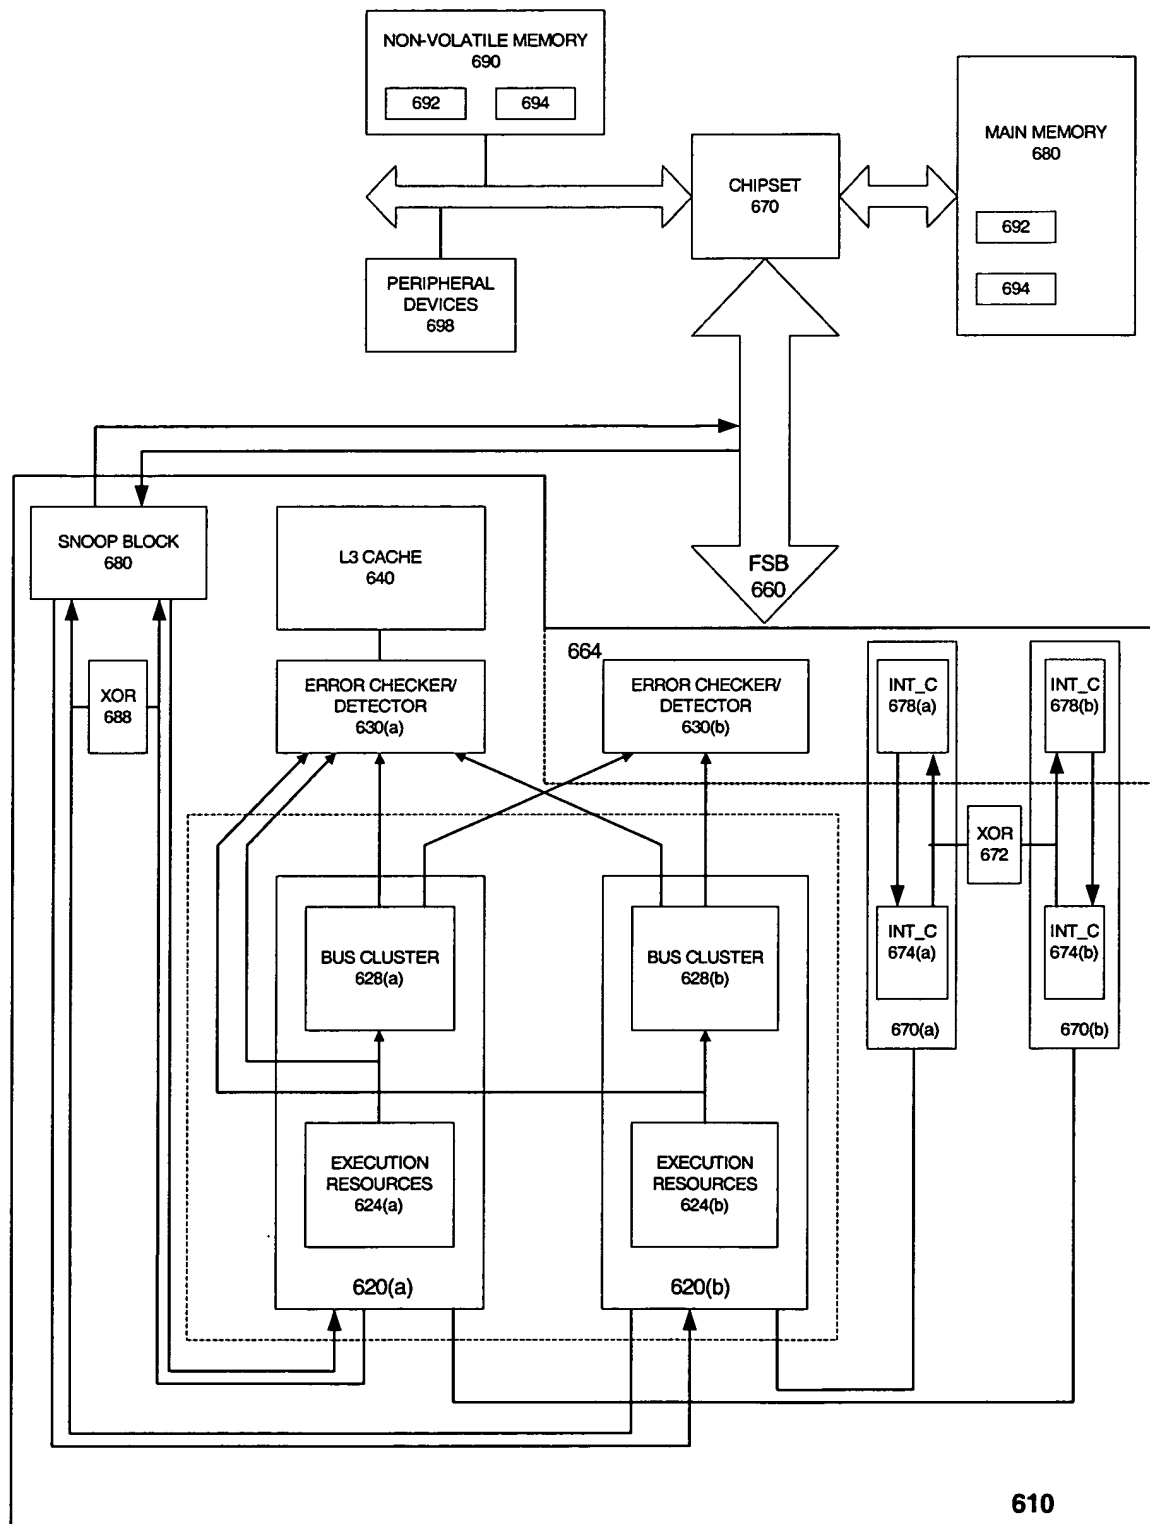 NON-VOLATILE MEMORY
690
692
694
MAIN MEMORY
680
692
694
CHIPSET
670
PERIPHERAL
DEVICES
698
SNOOP BLOCK
680
L3 CACHE
640
FSB
660
XOR
688
ERROR CHECKER/
DETECTOR
630(a)
664
ERROR CHECKER/
DETECTOR
630(b)
INT_C
678(a)
INT_C
678(b)
XOR
672
BUS CLUSTER
628(a)
BUS CLUSTER
628(b)
INT_C
674(a)
INT_C
674(b)
670(a)
670(b)
EXECUTION
RESOURCES
624(a)
EXECUTION
RESOURCES
624(b)
620(a)
620(b)
610